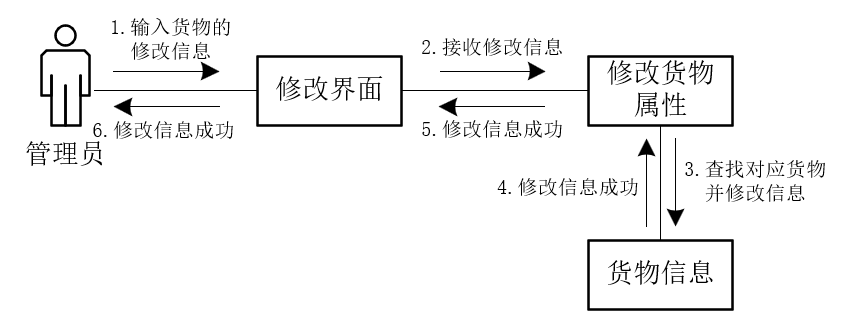 1.输入货物的
修改信息
2.接收修改信息
修改界面
修改货物
属性
6.修改信息成功
5.修改信息成功
管理员
3.查找对应货物
并修改信息
4.修改信息成功
货物信息